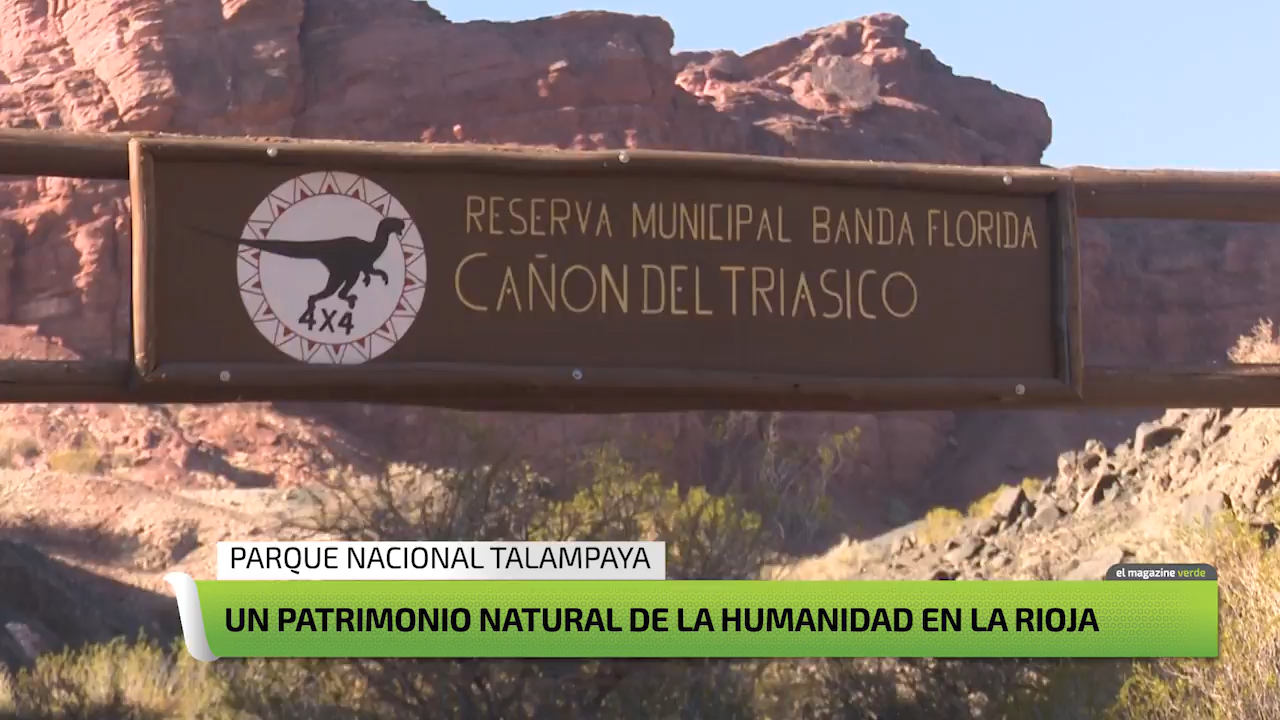 RESERVA MUNICIPAL BANDA FLORIDA
CAÑON DEL TRIASICO
4X4
PARQUE NACIONAL TALAMPAYA
el magazine verde
UN PATRIMONIO NATURAL DE LA HUMANIDAD EN LA RIOJA